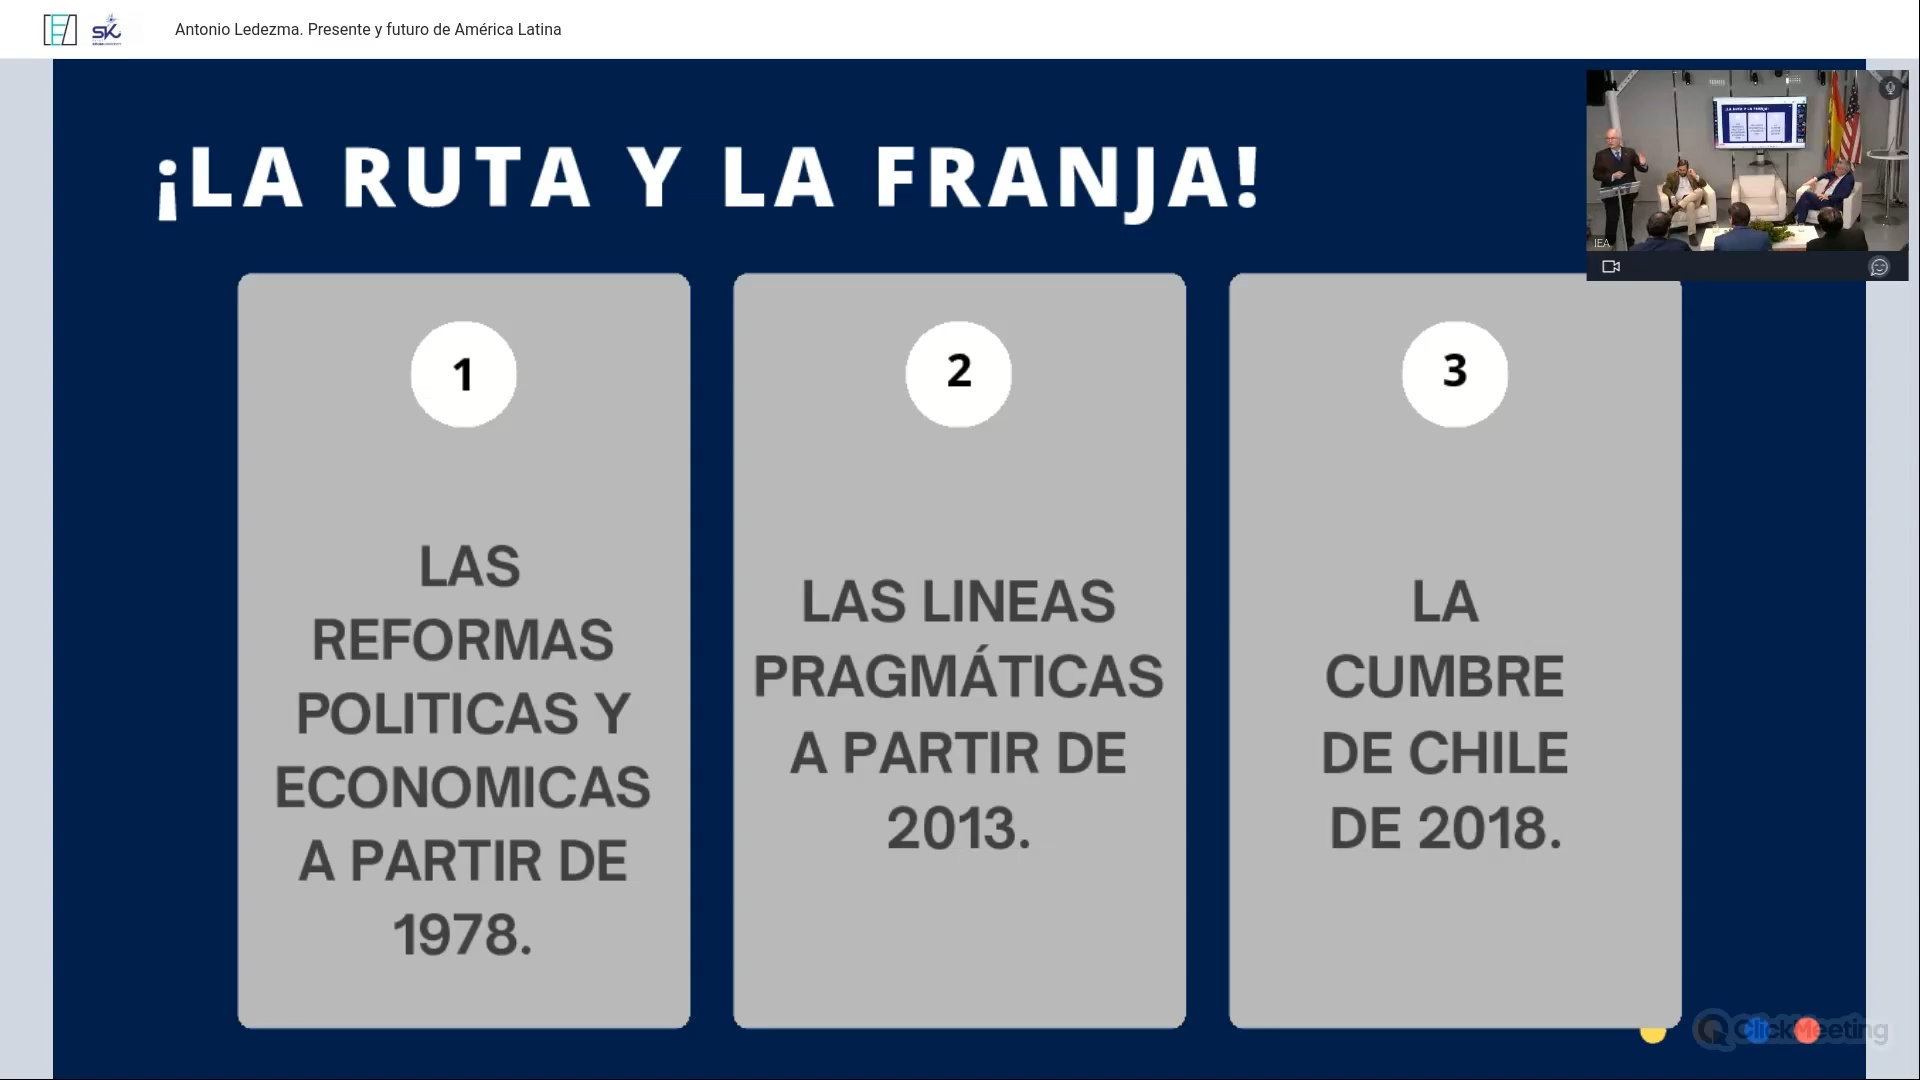 Antonio Ledezma. Presente y futuro de América Latina
¡LA RUTA Y LA FRANJA!
IEA
1
LAS
REFORMAS
POLITICAS Y
ECONOMICAS
A PARTIR DE
1978.
2
LAS LINEAS
PRAGMÁTICAS
A PARTIR DE
2013.
3
LA
CUMBRE
DE CHILE
DE 2018.
ClickMeeting